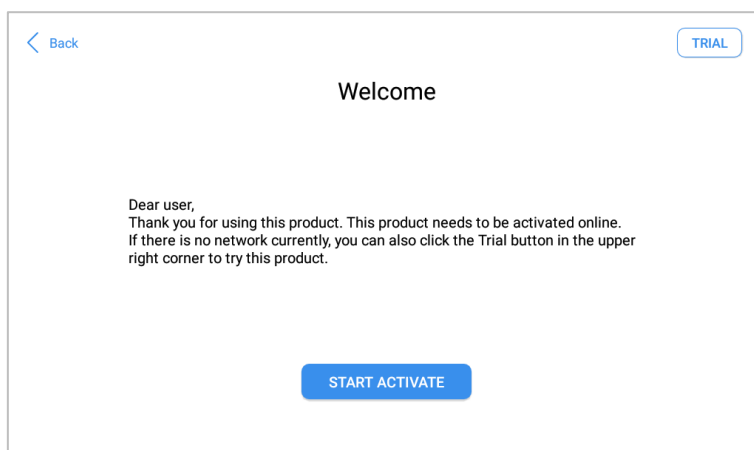 Back
TRIAL
Welcome
Dear user,
Thank you for using this product. This product needs to be activated online.
If there is no network currently, you can also click the Trial button in the upper
right corner to try this product.
START ACTIVATE